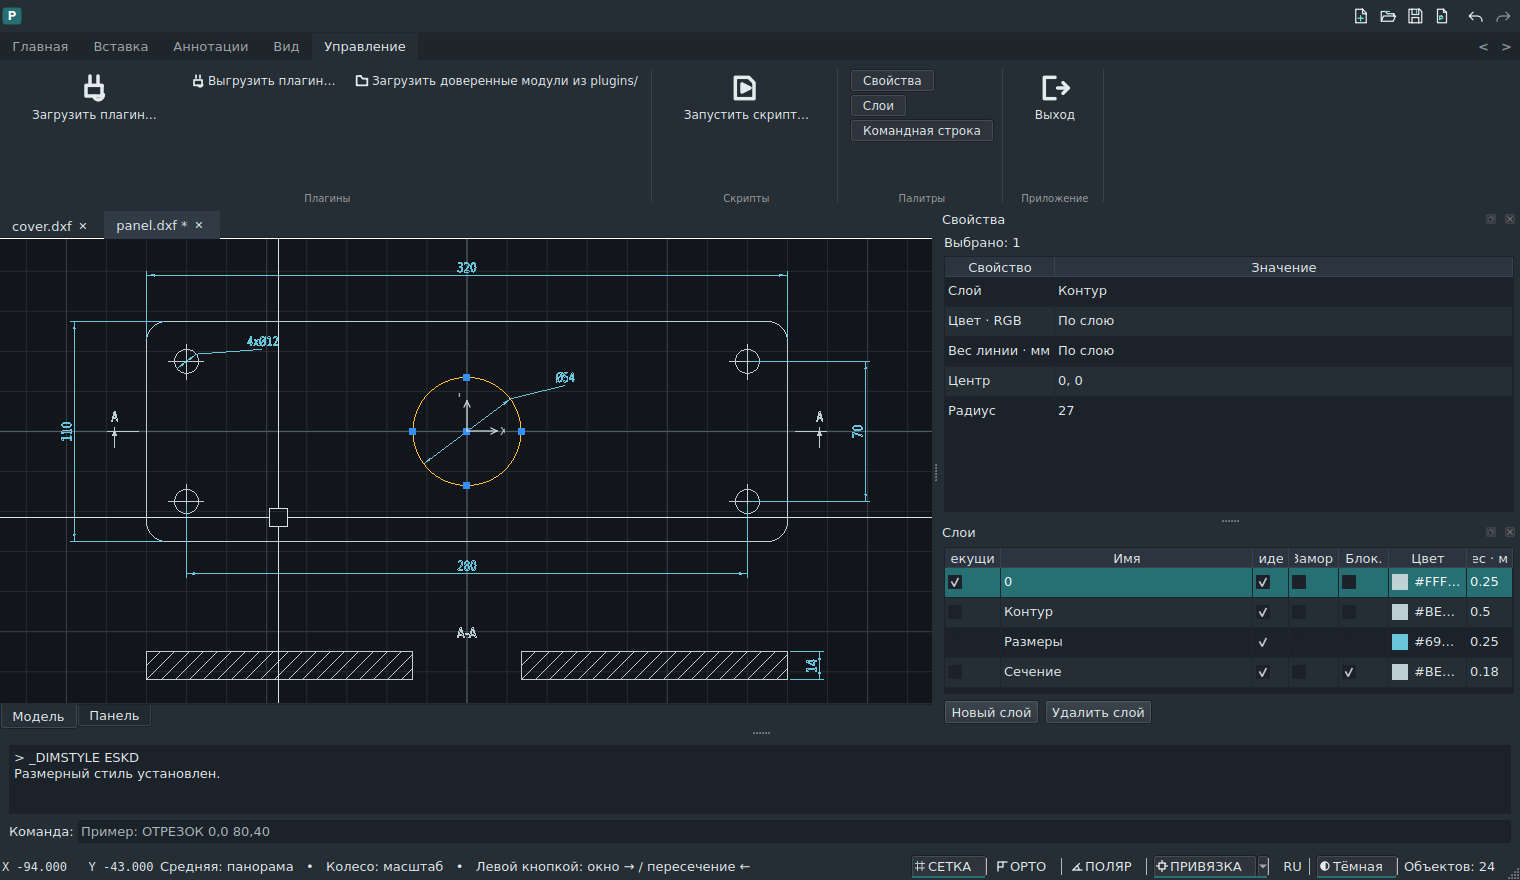 P
Главная Вставка Аннотации Вид Управление < >
Загрузить плагин...
Выгрузить плагин...
Загрузить доверенные модули из plugins/
Плагины
Запустить скрипт...
Скрипты
Свойства
Слои
Командная строка
Палитры
Выход
Приложение
cover.dxf × panel.dxf * ×
320
4xØ12
Ø54
110
A
A
70
X
280
A-A
14
Модель Панель
Свойства
Выбрано: 1
Свойство Значение
Слой Контур
Цвет · RGB По слою
Вес линии · мм По слою
Центр 0, 0
Радиус 27
Слои
екущи Имя иде Замор Блок. Цвет ес · м
0 #FFF... 0.25
Контур #BE... 0.5
Размеры #69... 0.25
Сечение #BE... 0.18
Новый слой Удалить слой
> _DIMSTYLE ESKD
Размерный стиль установлен.
Команда: Пример: ОТРЕЗОК 0,0 80,40
X -94.000 Y -43.000 Средняя: панорама • Колесо: масштаб • Левой кнопкой: окно → / пересечение ← СЕТКА ОРТО ПОЛЯР ПРИВЯЗКА RU Тёмная Объектов: 24